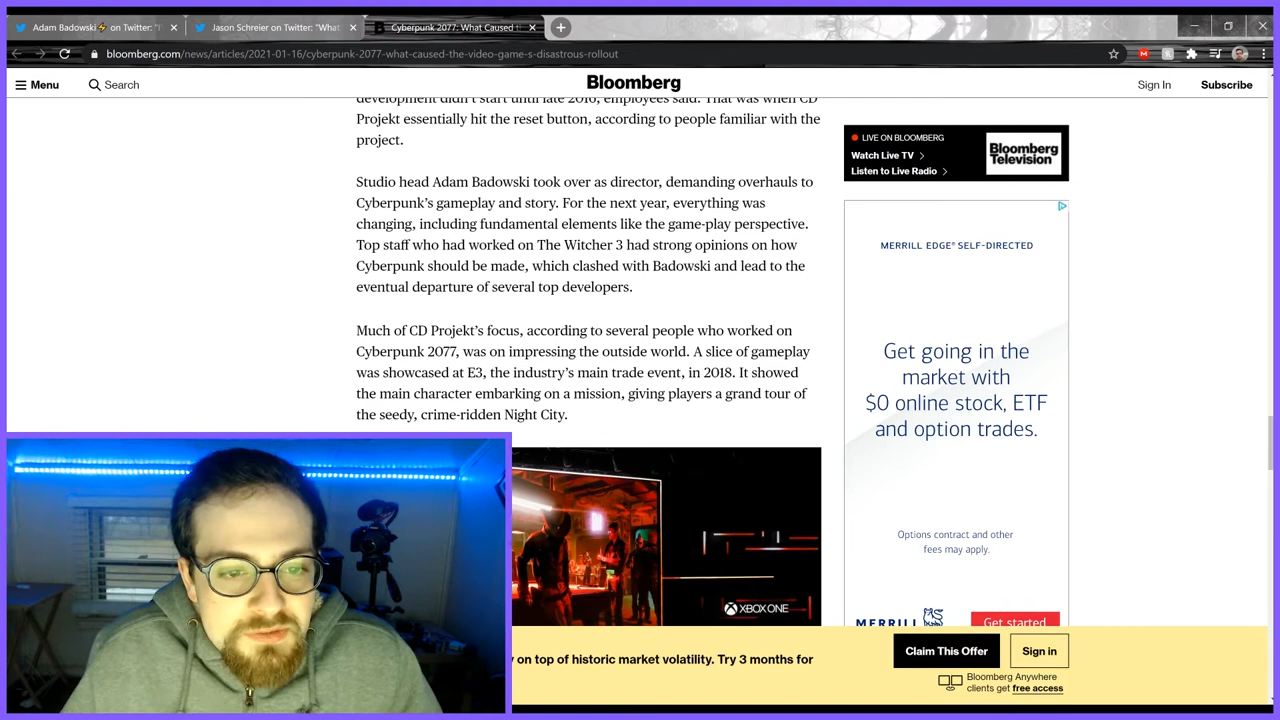 Adam Badowski⚡ on Twitter: "
Jason Schreier on Twitter: "What
Cyberpunk 2077: What Caused t
bloomberg.com/news/articles/2021-01-16/cyberpunk-2077-what-caused-the-video-game-s-disastrous-rollout
Menu
Search
Bloomberg
Sign In
Subscribe
development didn't start until late 2016, employees said. That was when CD
Projekt essentially hit the reset button, according to people familiar with the
project.
Studio head Adam Badowski took over as director, demanding overhauls to
Cyberpunk's gameplay and story. For the next year, everything was
changing, including fundamental elements like the game-play perspective.
Top staff who had worked on The Witcher 3 had strong opinions on how
Cyberpunk should be made, which clashed with Badowski and lead to the
eventual departure of several top developers.
Much of CD Projekt's focus, according to several people who worked on
Cyberpunk 2077, was on impressing the outside world. A slice of gameplay
was showcased at E3, the industry's main trade event, in 2018. It showed
the main character embarking on a mission, giving players a grand tour of
the seedy, crime-ridden Night City.
XBOX ONE
LIVE ON BLOOMBERG
Watch Live TV
Listen to Live Radio
Bloomberg
Television
MERRILL EDGE® SELF-DIRECTED
Get going in the
market with
$0 online stock, ETF
and option trades.
Options contract and other
fees may apply.
MERRILL
Get started
on top of historic market volatility. Try 3 months for
Claim This Offer
Sign in
Bloomberg Anywhere
clients get free access